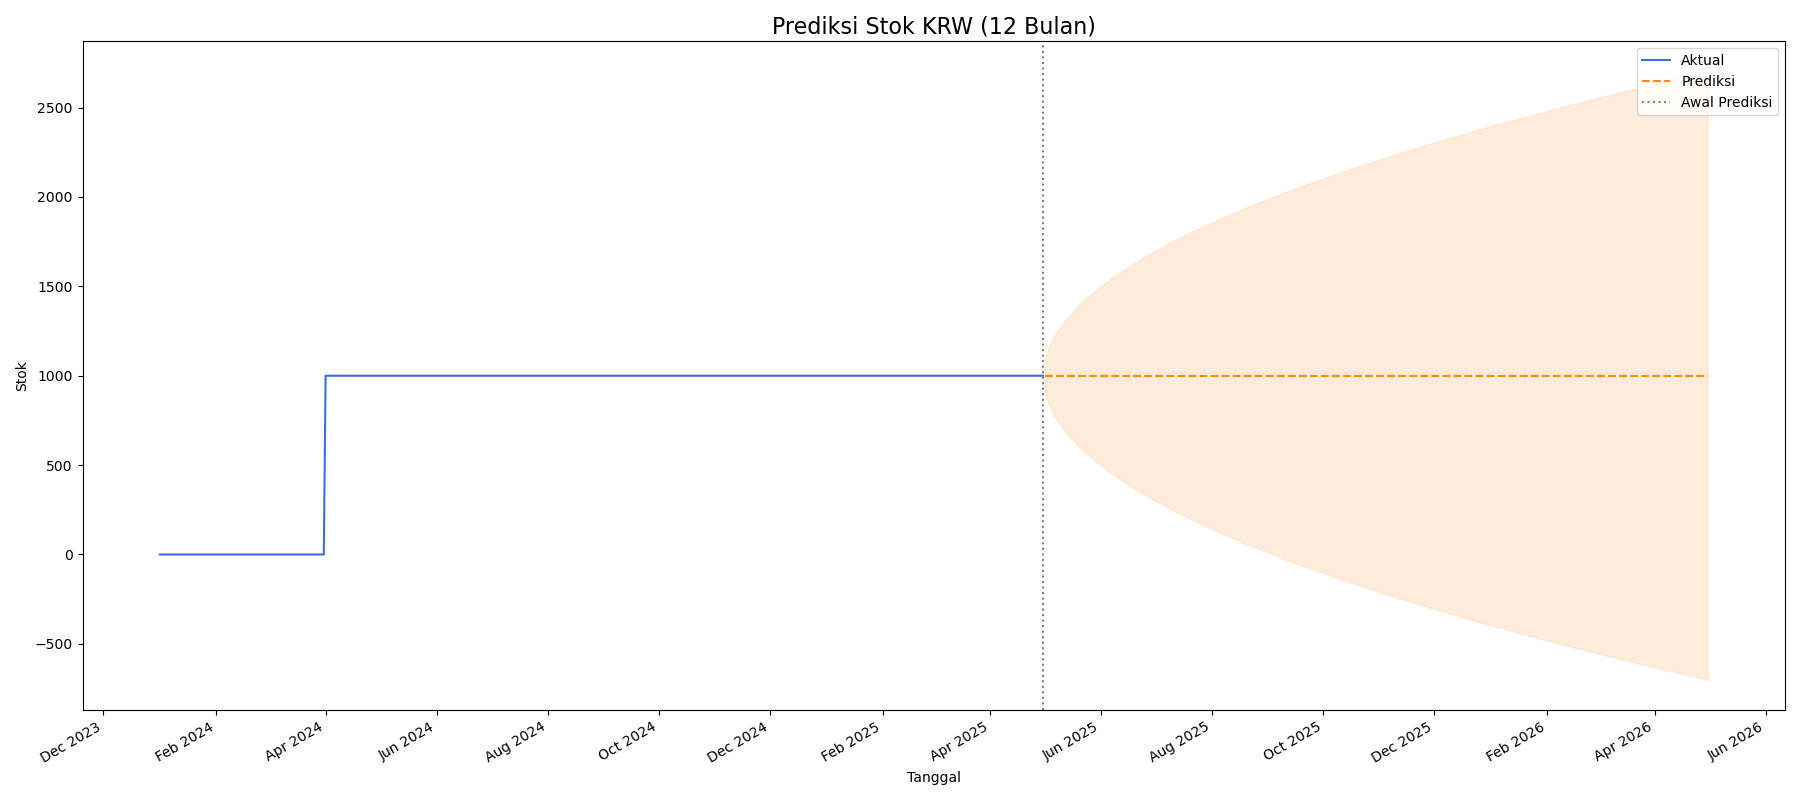 Prediksi Stok KRW (12 Bulan)
Aktual
Prediksi
Awal Prediksi
Stok
2500
2000
1500
1000
500
0
−500
Dec 2023
Feb 2024
Apr 2024
Jun 2024
Aug 2024
Oct 2024
Dec 2024
Feb 2025
Apr 2025
Jun 2025
Aug 2025
Oct 2025
Dec 2025
Feb 2026
Apr 2026
Jun 2026
Tanggal